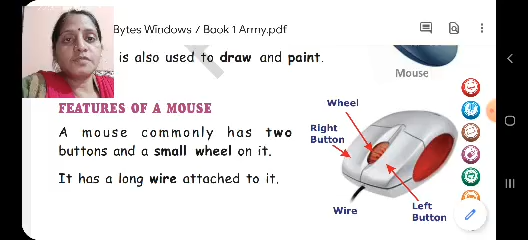 Bytes Windows 7 Book 1 Army.pdf
is also used to draw and paint.
Mouse
FEATURES OF A MOUSE
A mouse commonly has two
buttons and a small wheel on it.
It has a long wire attached to it.
Wheel
Right
Button
Wire
Left
Button